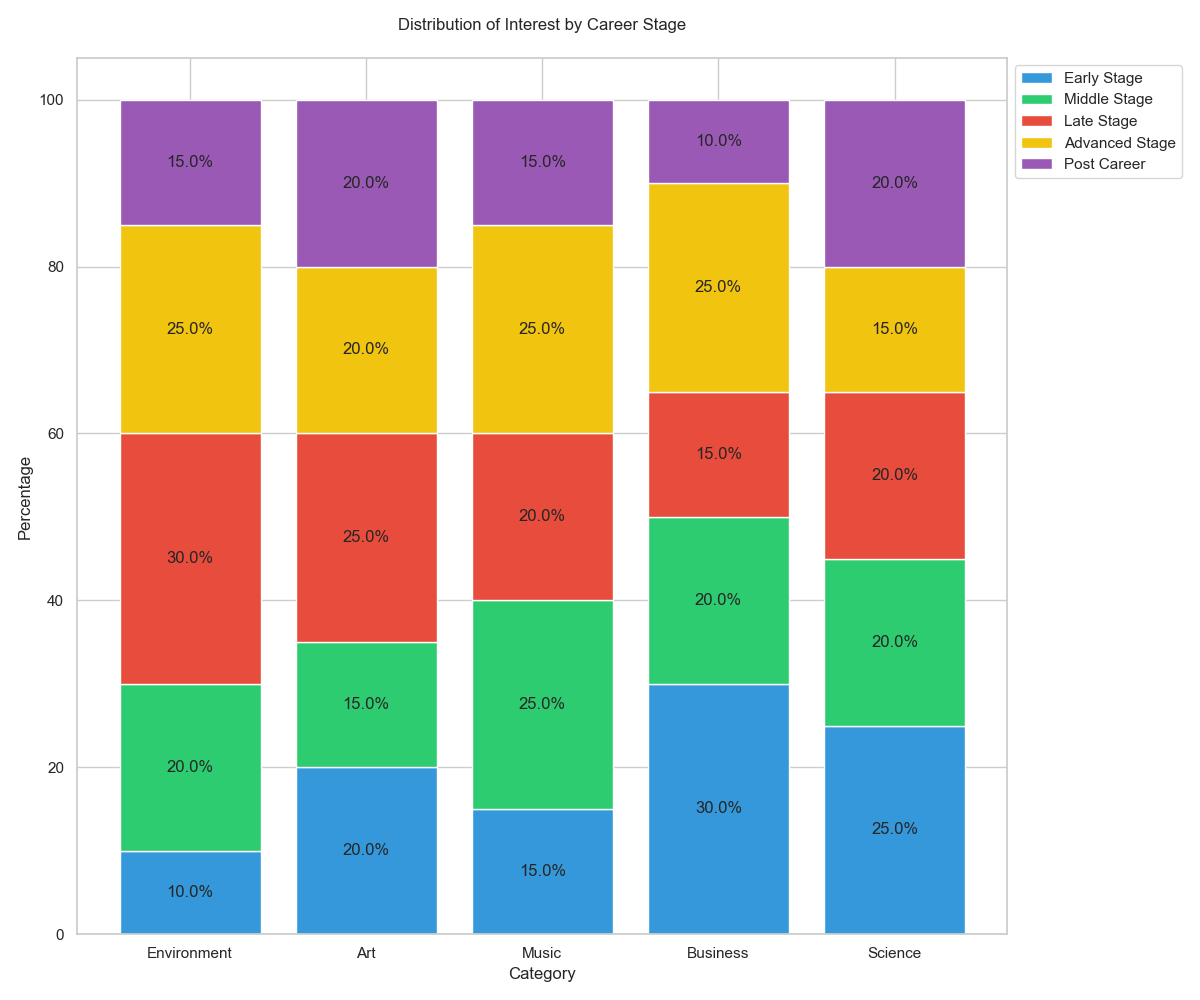 Distribution of Interest by Career Stage
Early Stage
Middle Stage
Late Stage
Advanced Stage
Post Career
Percentage
100
80
60
40
20
0
15.0%
20.0%
15.0%
10.0%
20.0%
25.0%
20.0%
25.0%
25.0%
15.0%
30.0%
25.0%
20.0%
15.0%
20.0%
20.0%
15.0%
25.0%
20.0%
20.0%
10.0%
20.0%
15.0%
30.0%
25.0%
Environment
Art
Music
Business
Science
Category